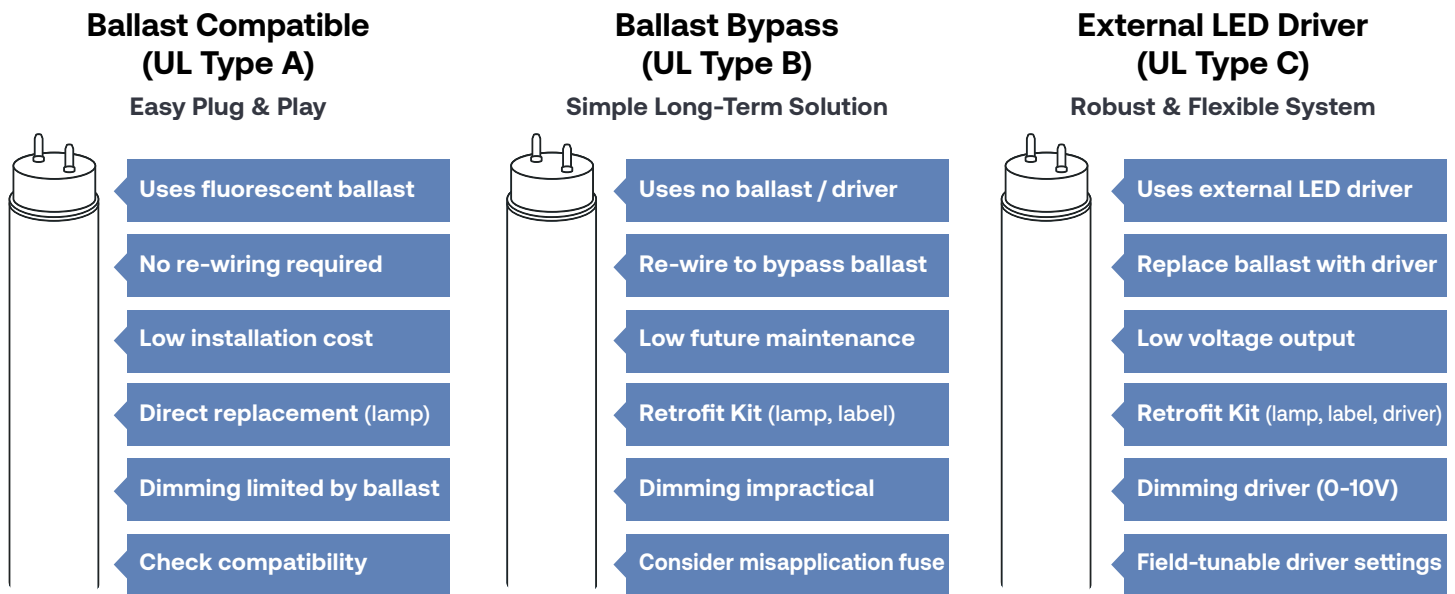 Ballast Compatible
(UL Type A)
Easy Plug & Play
Uses fluorescent ballast
No re-wiring required
Low installation cost
Direct replacement (lamp)
Dimming limited by ballast
Check compatibility
Ballast Bypass
(UL Type B)
Simple Long-Term Solution
Uses no ballast / driver
Re-wire to bypass ballast
Low future maintenance
Retrofit Kit (lamp, label)
Dimming impractical
Consider misapplication fuse
External LED Driver
(UL Type C)
Robust & Flexible System
Uses external LED driver
Replace ballast with driver
Low voltage output
Retrofit Kit (lamp, label, driver)
Dimming driver (0-10V)
Field-tunable driver settings